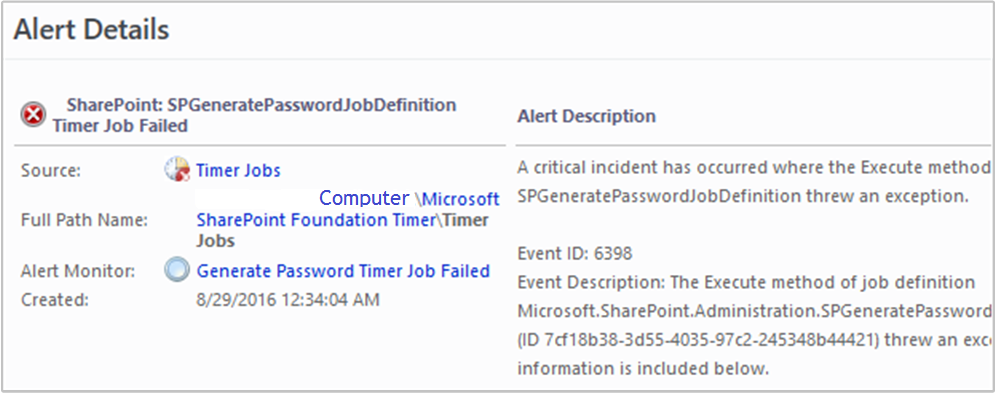 Alert Details
SharePoint: SPGeneratePasswordJobDefinition
Timer Job Failed
Source: Timer Jobs
Computer \Microsoft
Full Path Name: SharePoint Foundation Timer\Timer
Jobs
Alert Monitor: Generate Password Timer Job Failed
Created: 8/29/2016 12:34:04 AM
Alert Description
A critical incident has occurred where the Execute method
SPGeneratePasswordJobDefinition threw an exception.
Event ID: 6398
Event Description: The Execute method of job definition
Microsoft.SharePoint.Administration.SPGeneratePassword
(ID 7cf18b38-3d55-4035-97c2-245348b44421) threw an exc
information is included below.